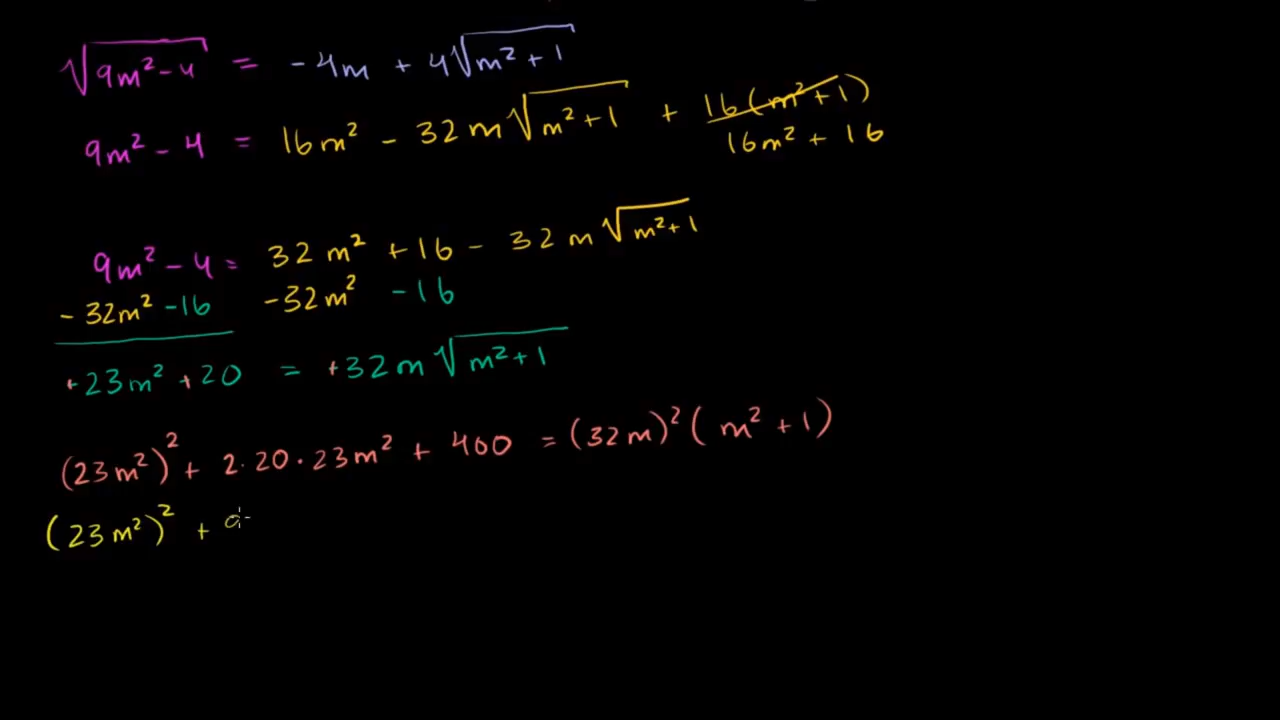 √(9m² - 4) = -4m + 4√(m² + 1)
9m² - 4 = 16m² - 32m√(m² + 1) + 16(m² + 1)
16m² + 16
9m² - 4 = 32m² + 16 - 32m√(m² + 1)
- 32m² - 16 -32m² - 16
+23m² + 20 = +32m√(m² + 1)
(23m²)² + 2·20·23m² + 400 = (32m)²(m² + 1)
(23m²)² +